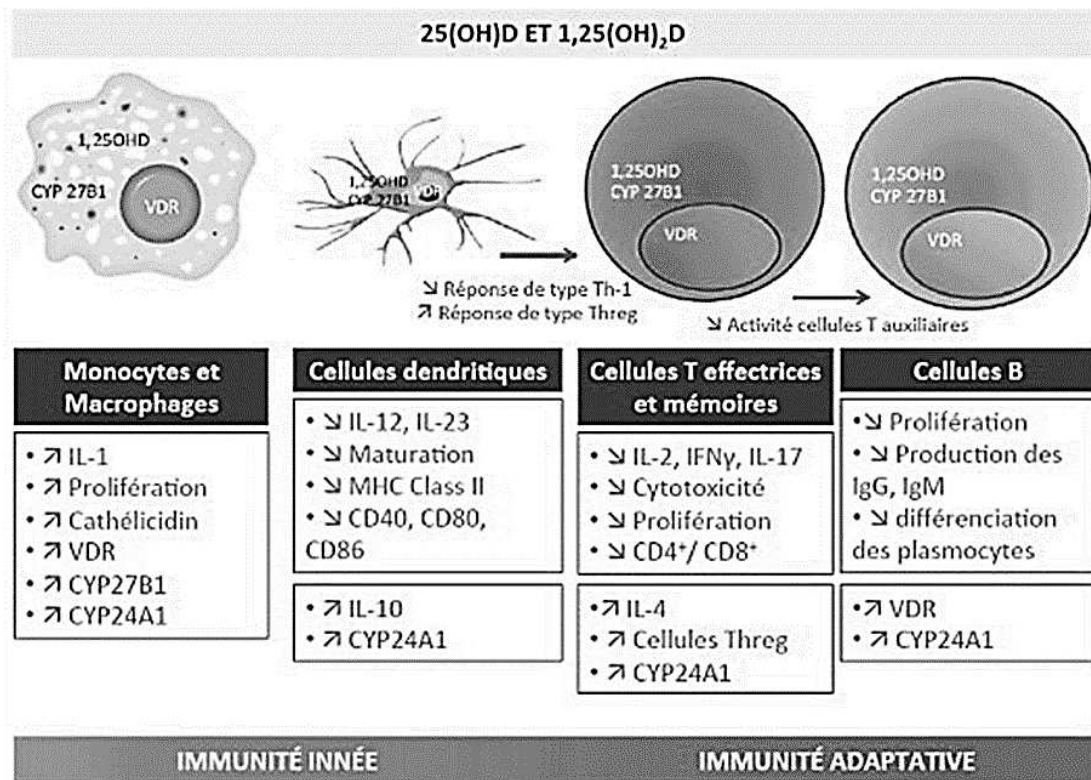 25(OH)D ET 1,25(OH)₂D
1,25OHD
CYP 27B1
VDR
1,25OHD
CYP 27B1
VDR
1,25OHD
CYP 27B1
VDR
1,25OHD
CYP 27B1
VDR
↘ Réponse de type Th-1
↗ Réponse de type Threg
↘ Activité cellules T auxiliaires
Monocytes et
Macrophages
• ↗ IL-1
• ↗ Prolifération
• ↗ Cathélicidin
• ↗ VDR
• ↗ CYP27B1
• ↗ CYP24A1
Cellules dendritiques
• ↘ IL-12, IL-23
• ↘ Maturation
• ↘ MHC Class II
• ↘ CD40, CD80,
CD86
• ↗ IL-10
• ↗ CYP24A1
Cellules T effectrices
et mémoires
• ↘ IL-2, IFNγ, IL-17
• ↘ Cytotoxicité
• ↘ Prolifération
• ↘ CD4⁺/ CD8⁺
• ↗ IL-4
• ↗ Cellules Threg
• ↗ CYP24A1
Cellules B
• ↘ Prolifération
• ↘ Production des
IgG, IgM
• ↘ différenciation
des plasmocytes
• ↗ VDR
• ↗ CYP24A1
IMMUNITÉ INNÉE
IMMUNITÉ ADAPTATIVE